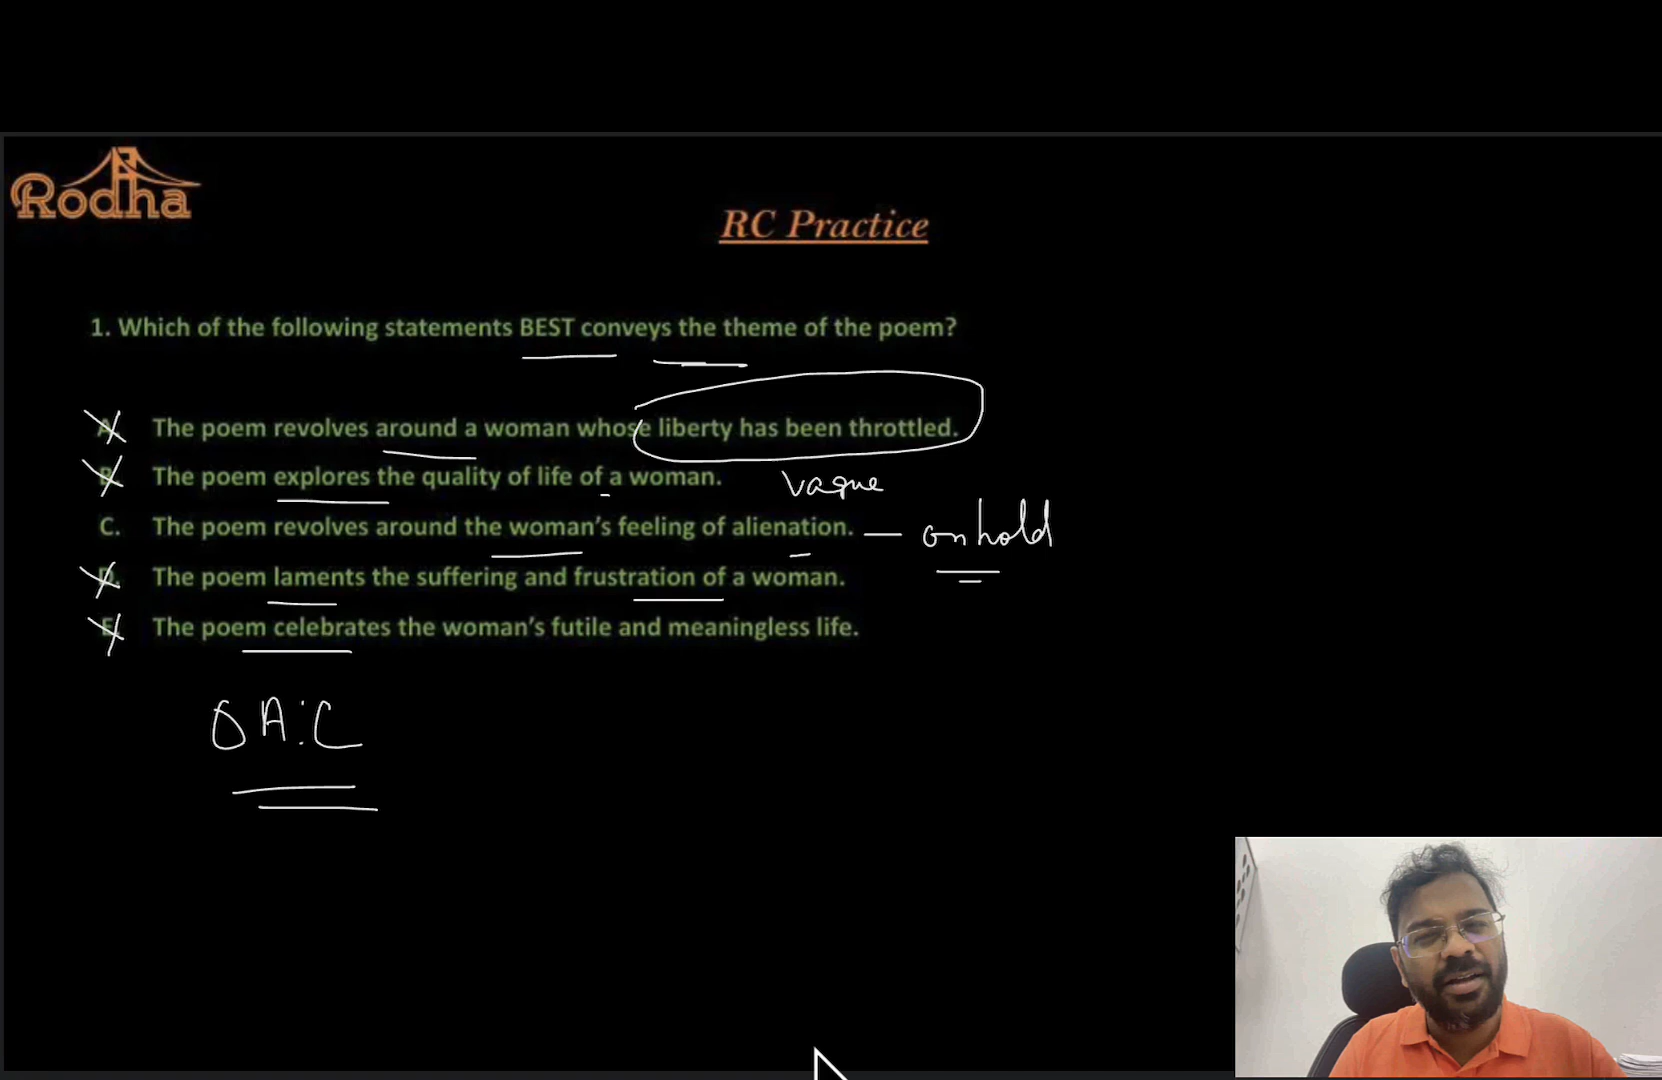 Rodha
RC Practice
1. Which of the following statements BEST conveys the theme of the poem?
A. The poem revolves around a woman whose liberty has been throttled.
B. The poem explores the quality of life of a woman.
vague
C. The poem revolves around the woman's feeling of alienation. — on hold
D. The poem laments the suffering and frustration of a woman.
E. The poem celebrates the woman's futile and meaningless life.
OA:C